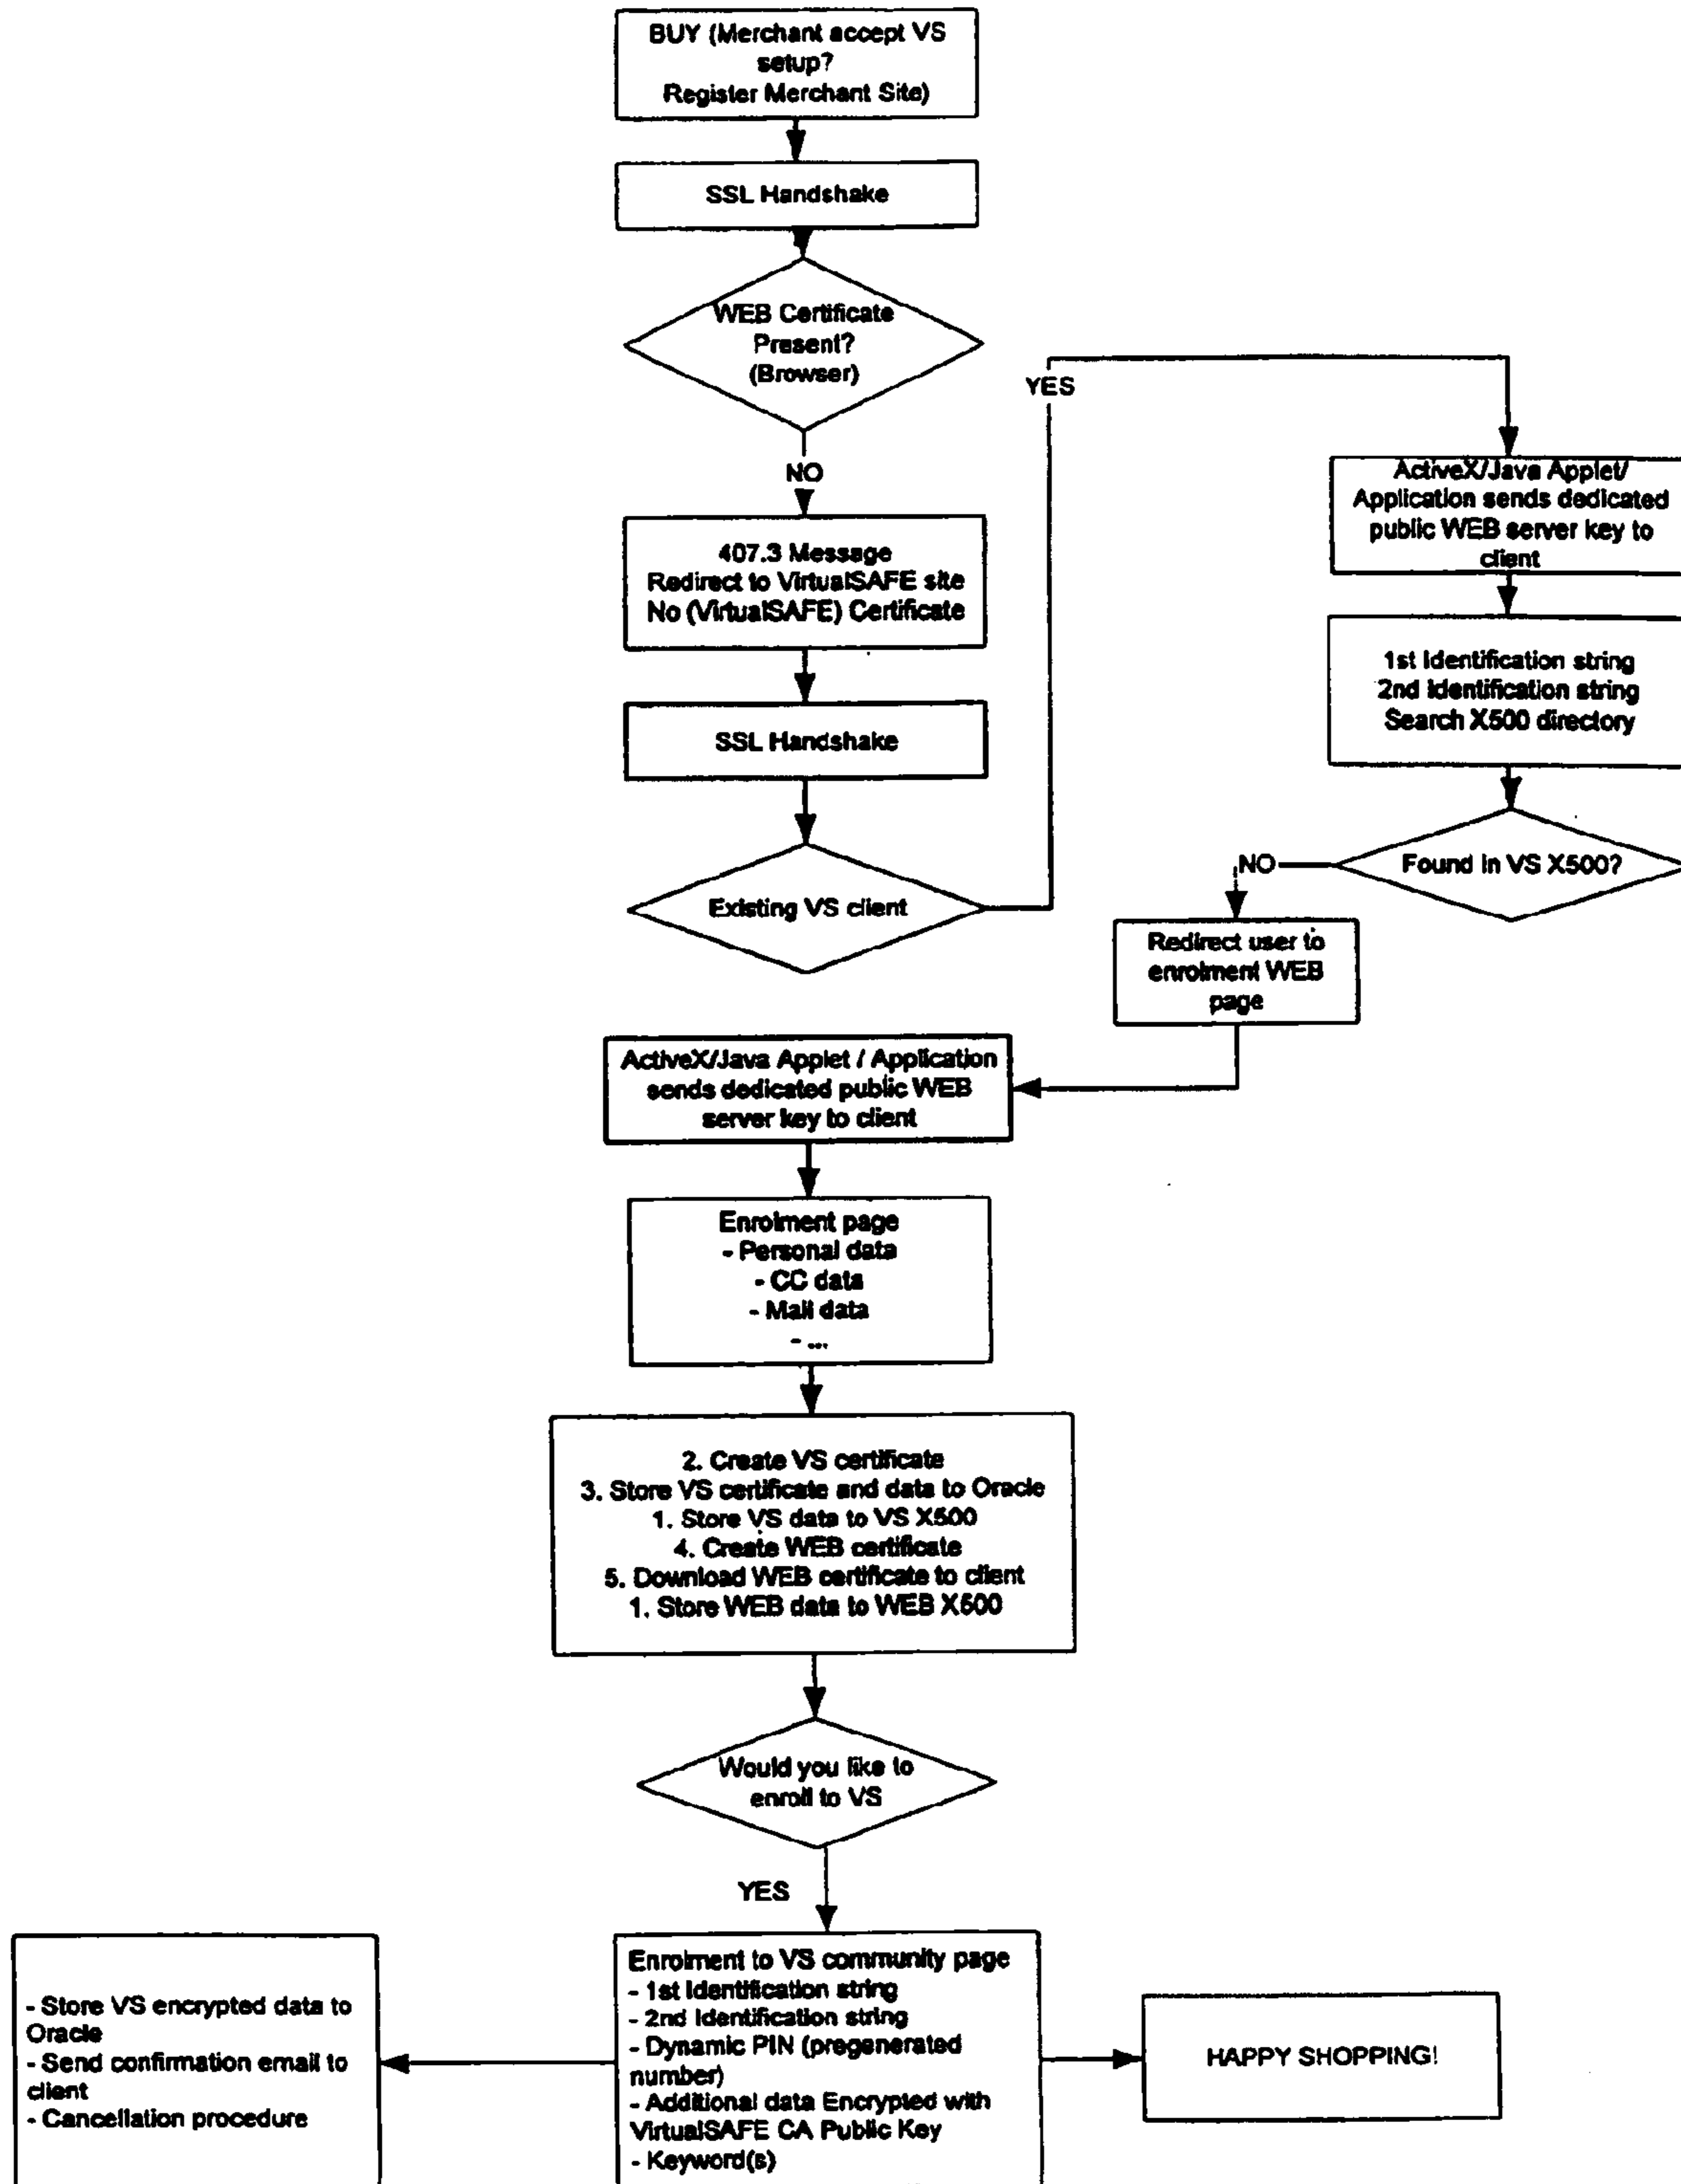 BUY (Merchant accept VS
setup?
Register Merchant Site)
SSL Handshake
WEB Certificate
Present?
(Browser)
YES
NO
ActiveX/Java Applet/
Application sends dedicated
public WEB server key to
client
407.3 Message
Redirect to VirtualSAFE site
No (VirtualSAFE) Certificate
1st Identification string
2nd Identification string
Search X500 directory
SSL Handshake
NO
Found in VS X500?
Existing VS client
Redirect user to
enrolment WEB
page
ActiveX/Java Applet / Application
sends dedicated public WEB
server key to client
Enrolment page
- Personal data
- CC data
- Mail data
- ...
2. Create VS certificate
3. Store VS certificate and data to Oracle
1. Store VS data to VS X500
4. Create WEB certificate
5. Download WEB certificate to client
1. Store WEB data to WEB X500
Would you like to
enroll to VS
YES
- Store VS encrypted data to
Oracle
- Send confirmation email to
client
- Cancellation procedure
Enrolment to VS community page
- 1st Identification string
- 2nd Identification string
- Dynamic PIN (pregenerated
number)
- Additional data Encrypted with
VirtualSAFE CA Public Key
- Keyword(s)
HAPPY SHOPPING!